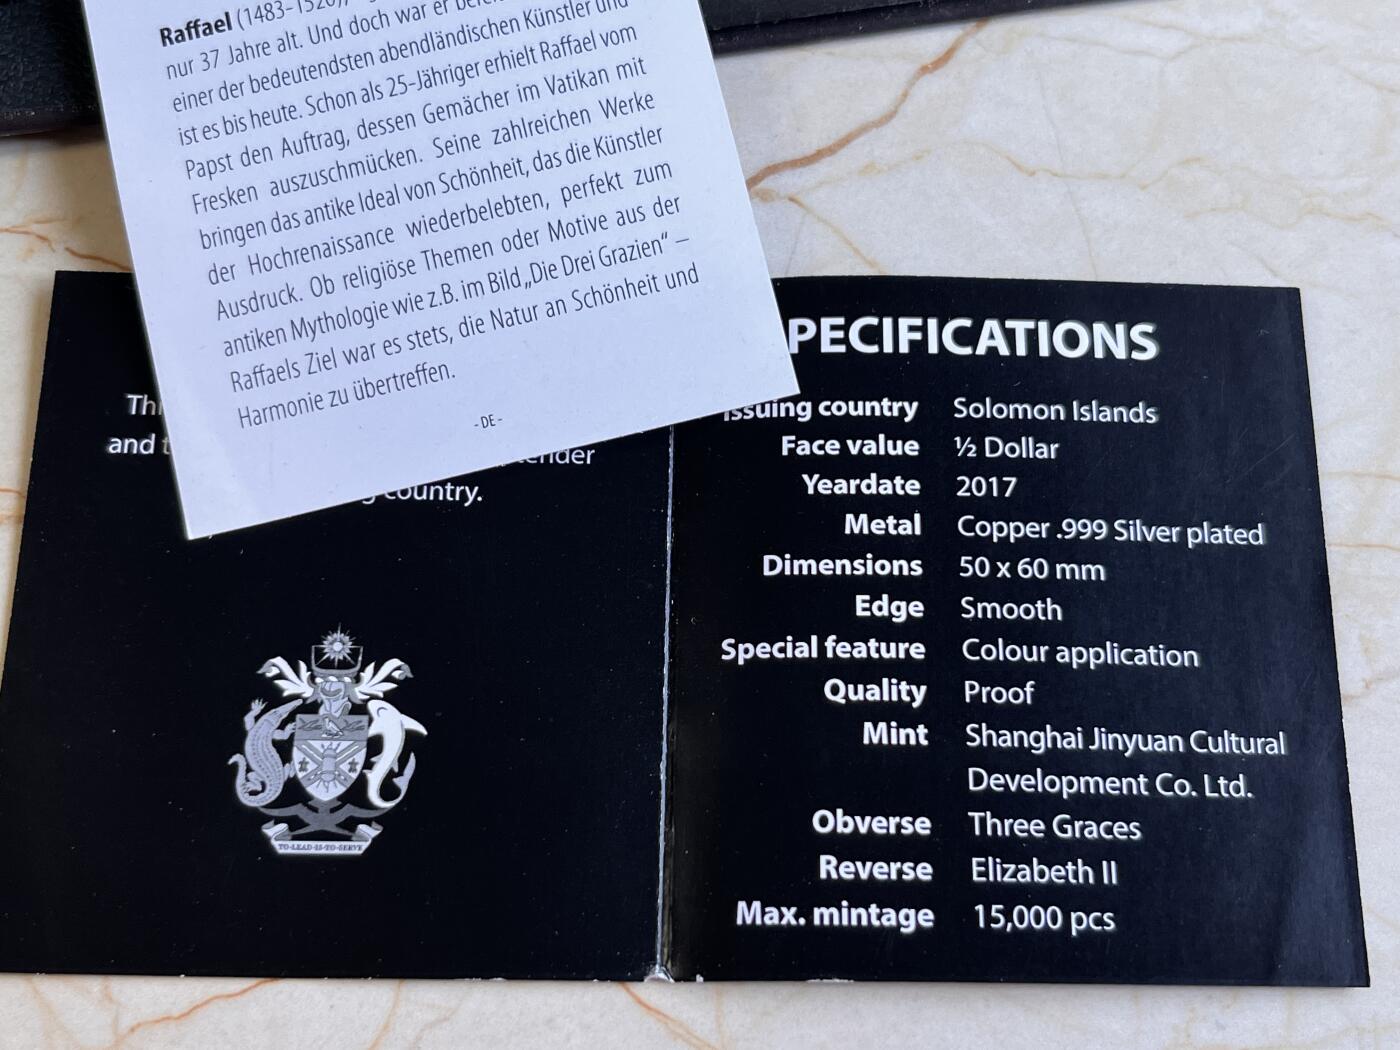 Raffael (1483-1520),
nur 37 Jahre alt. Und doch war er
einer der bedeutendsten abendländischen Künstler und
ist es bis heute. Schon als 25-Jähriger erhielt Raffael vom
Papst den Auftrag, dessen Gemächer im Vatikan mit
Fresken auszuschmücken. Seine zahlreichen Werke
bringen das antike Ideal von Schönheit, das die Künstler
der Hochrenaissance wiederbelebten, perfekt zum
Ausdruck. Ob religiöse Themen oder Motive aus der
antiken Mythologie wie z.B. im Bild „Die Drei Grazien“ –
Raffaels Ziel war es stets, die Natur an Schönheit und
Harmonie zu übertreffen.
- DE -
and
country.
TO-LEAD-IS-TO-SERVE
PECIFICATIONS
Issuing country Solomon Islands
Face value ½ Dollar
Yeardate 2017
Metal Copper .999 Silver plated
Dimensions 50 x 60 mm
Edge Smooth
Special feature Colour application
Quality Proof
Mint Shanghai Jinyuan Cultural
Development Co. Ltd.
Obverse Three Graces
Reverse Elizabeth II
Max. mintage 15,000 pcs